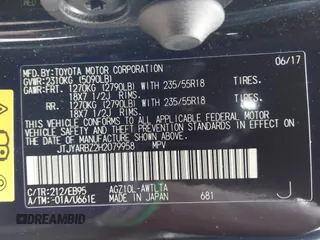 MFD.BY:TOYOTA MOTOR CORPORATION 06/17
GVWR:2310KG (5090LB)
GAWR:FRT. 1270KG (2790LB) WITH 235/55R18 TIRES,
18X7 1/2J RIMS,
RR. 1270KG (2790LB) WITH 235/55R18 TIRES,
18X7 1/2J RIMS,
THIS VEHICLE CONFORMS TO ALL APPLICABLE FEDERAL
MOTOR VEHICLE SAFETY, BUMPER, AND THEFT PREVENTION
STANDARDS IN EFFECT ON THE DATE OF
MANUFACTURE SHOWN ABOVE.
JTJYARBZ2H2079958 MPV
C/TR:212/EB95 AGZ10L-AWTLTA J
A/TM:-01A/U661E MADE IN JAPAN 681
DREAMBID